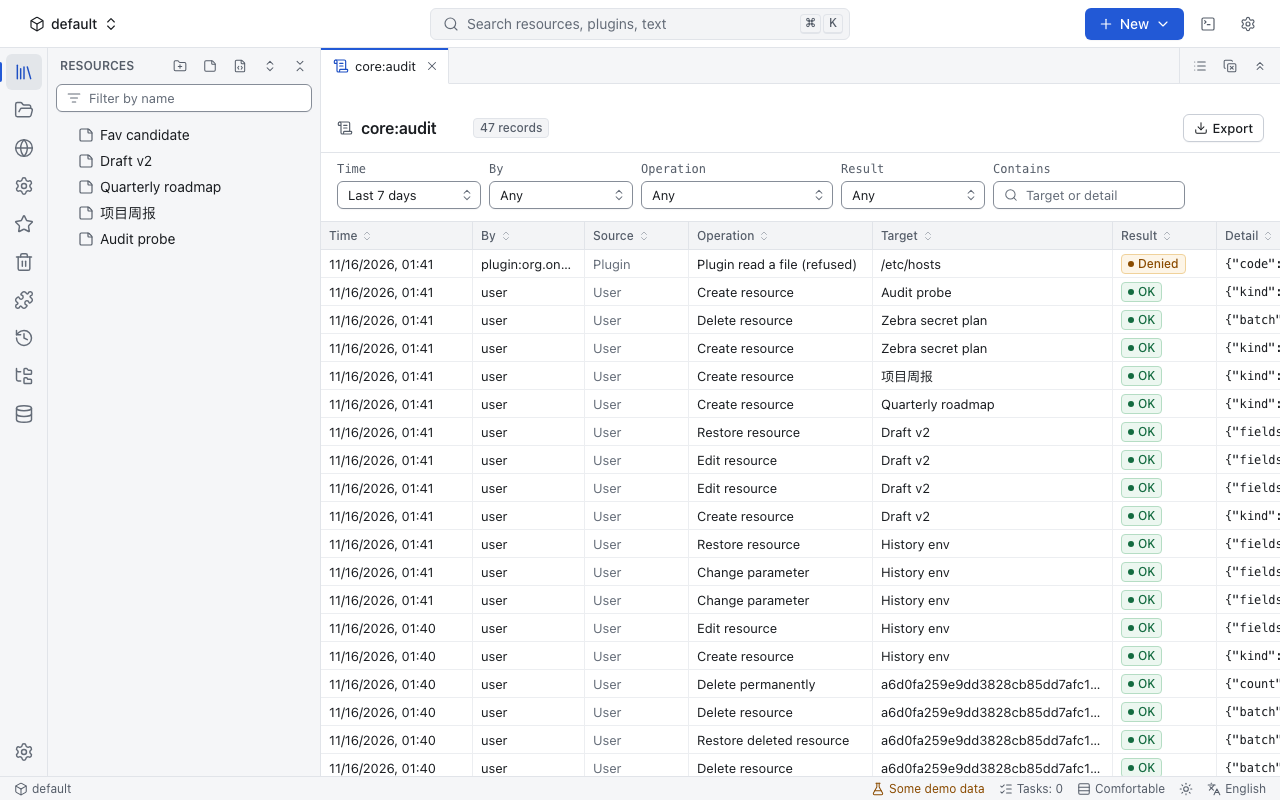 default
Search resources, plugins, text
⌘ K
New
RESOURCES
Filter by name
Fav candidate
Draft v2
Quarterly roadmap
项目周报
Audit probe
core:audit
core:audit
47 records
Export
Time By Operation Result Contains
Last 7 days Any Any Any Target or detail
Time By Source Operation Target Result Detail
11/16/2026, 01:41 plugin:org.on... Plugin Plugin read a file (refused) /etc/hosts Denied {"code":
11/16/2026, 01:41 user User Create resource Audit probe OK {"kind":
11/16/2026, 01:41 user User Delete resource Zebra secret plan OK {"batch"
11/16/2026, 01:41 user User Create resource Zebra secret plan OK {"kind":
11/16/2026, 01:41 user User Create resource 项目周报 OK {"kind":
11/16/2026, 01:41 user User Create resource Quarterly roadmap OK {"kind":
11/16/2026, 01:41 user User Restore resource Draft v2 OK {"fields
11/16/2026, 01:41 user User Edit resource Draft v2 OK {"fields
11/16/2026, 01:41 user User Edit resource Draft v2 OK {"fields
11/16/2026, 01:41 user User Create resource Draft v2 OK {"kind":
11/16/2026, 01:41 user User Restore resource History env OK {"fields
11/16/2026, 01:41 user User Change parameter History env OK {"fields
11/16/2026, 01:41 user User Change parameter History env OK {"fields
11/16/2026, 01:40 user User Edit resource History env OK {"fields
11/16/2026, 01:40 user User Create resource History env OK {"kind":
11/16/2026, 01:40 user User Delete permanently a6d0fa259e9dd3828cb85dd7afc1... OK {"count"
11/16/2026, 01:40 user User Delete resource a6d0fa259e9dd3828cb85dd7afc1... OK {"batch"
11/16/2026, 01:40 user User Restore deleted resource a6d0fa259e9dd3828cb85dd7afc1... OK {"batch"
11/16/2026, 01:40 user User Delete resource a6d0fa259e9dd3828cb85dd7afc1... OK {"batch"
default
Some demo data
Tasks: 0
Comfortable
English